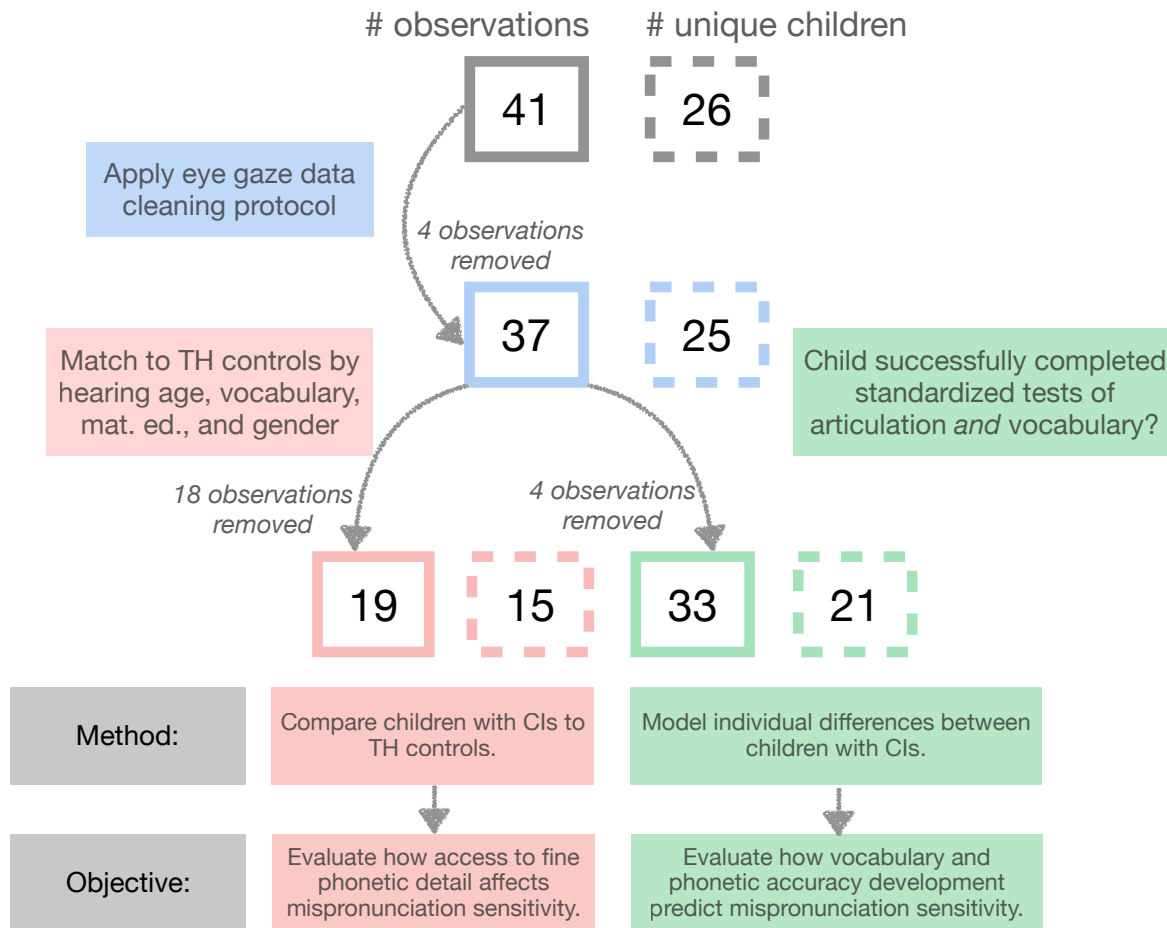 # observations
# unique children
41
26
Apply eye gaze data
cleaning protocol
4 observations
removed
37
25
Match to TH controls by
hearing age, vocabulary,
mat. ed., and gender
Child successfully completed
standardized tests of
articulation and vocabulary?
18 observations
removed
4 observations
removed
19
15
33
21
Method:
Compare children with CIs to
TH controls.
Model individual differences between
children with CIs.
Objective:
Evaluate how access to fine
phonetic detail affects
mispronunciation sensitivity.
Evaluate how vocabulary and
phonetic accuracy development
predict mispronunciation sensitivity.